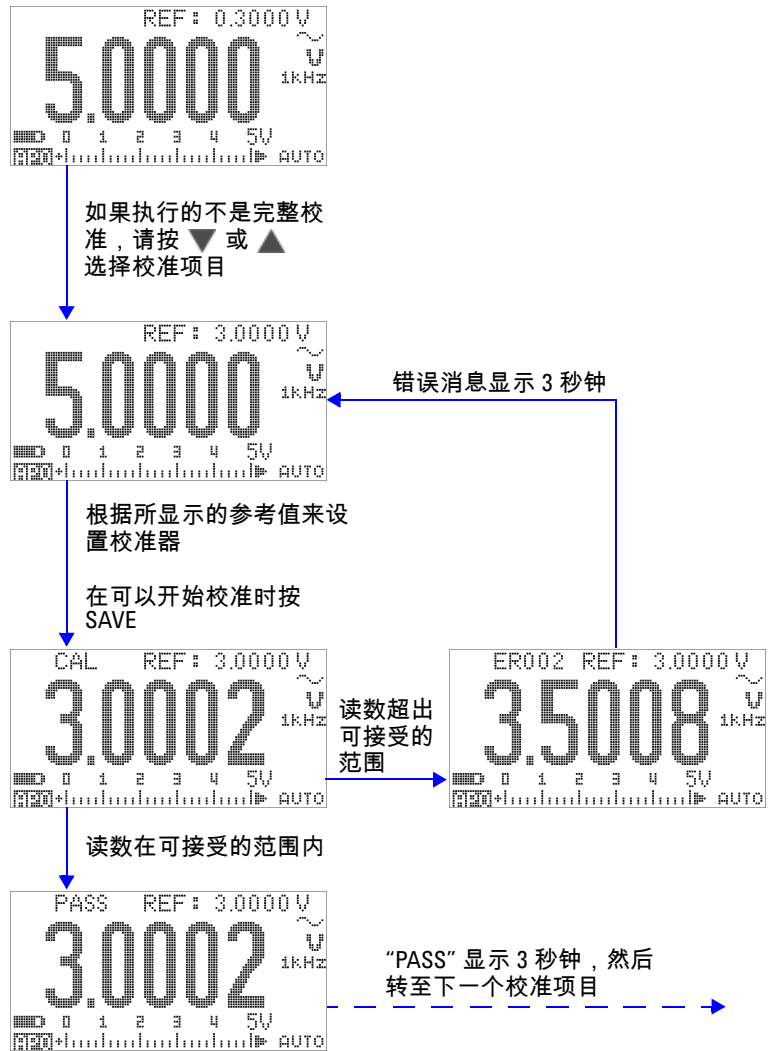 REF: 0.3000 V
5.0000
1kHz
0 1 2 3 4 5V
APO AUTO
如果执行的不是完整校
准，请按 ▼ 或 ▲
选择校准项目
REF: 3.0000 V
5.0000
1kHz
0 1 2 3 4 5V
APO AUTO
错误消息显示 3 秒钟
根据所显示的参考值来设
置校准器
在可以开始校准时按
SAVE
CAL REF: 3.0000 V
3.0002
1kHz
0 1 2 3 4 5V
APO AUTO
读数超出
可接受的
范围
ER002 REF: 3.0000 V
3.5008
1kHz
0 1 2 3 4 5V
APO AUTO
读数在可接受的范围内
PASS REF: 3.0000 V
3.0002
1kHz
0 1 2 3 4 5V
APO AUTO
“PASS” 显示 3 秒钟，然后
转至下一个校准项目